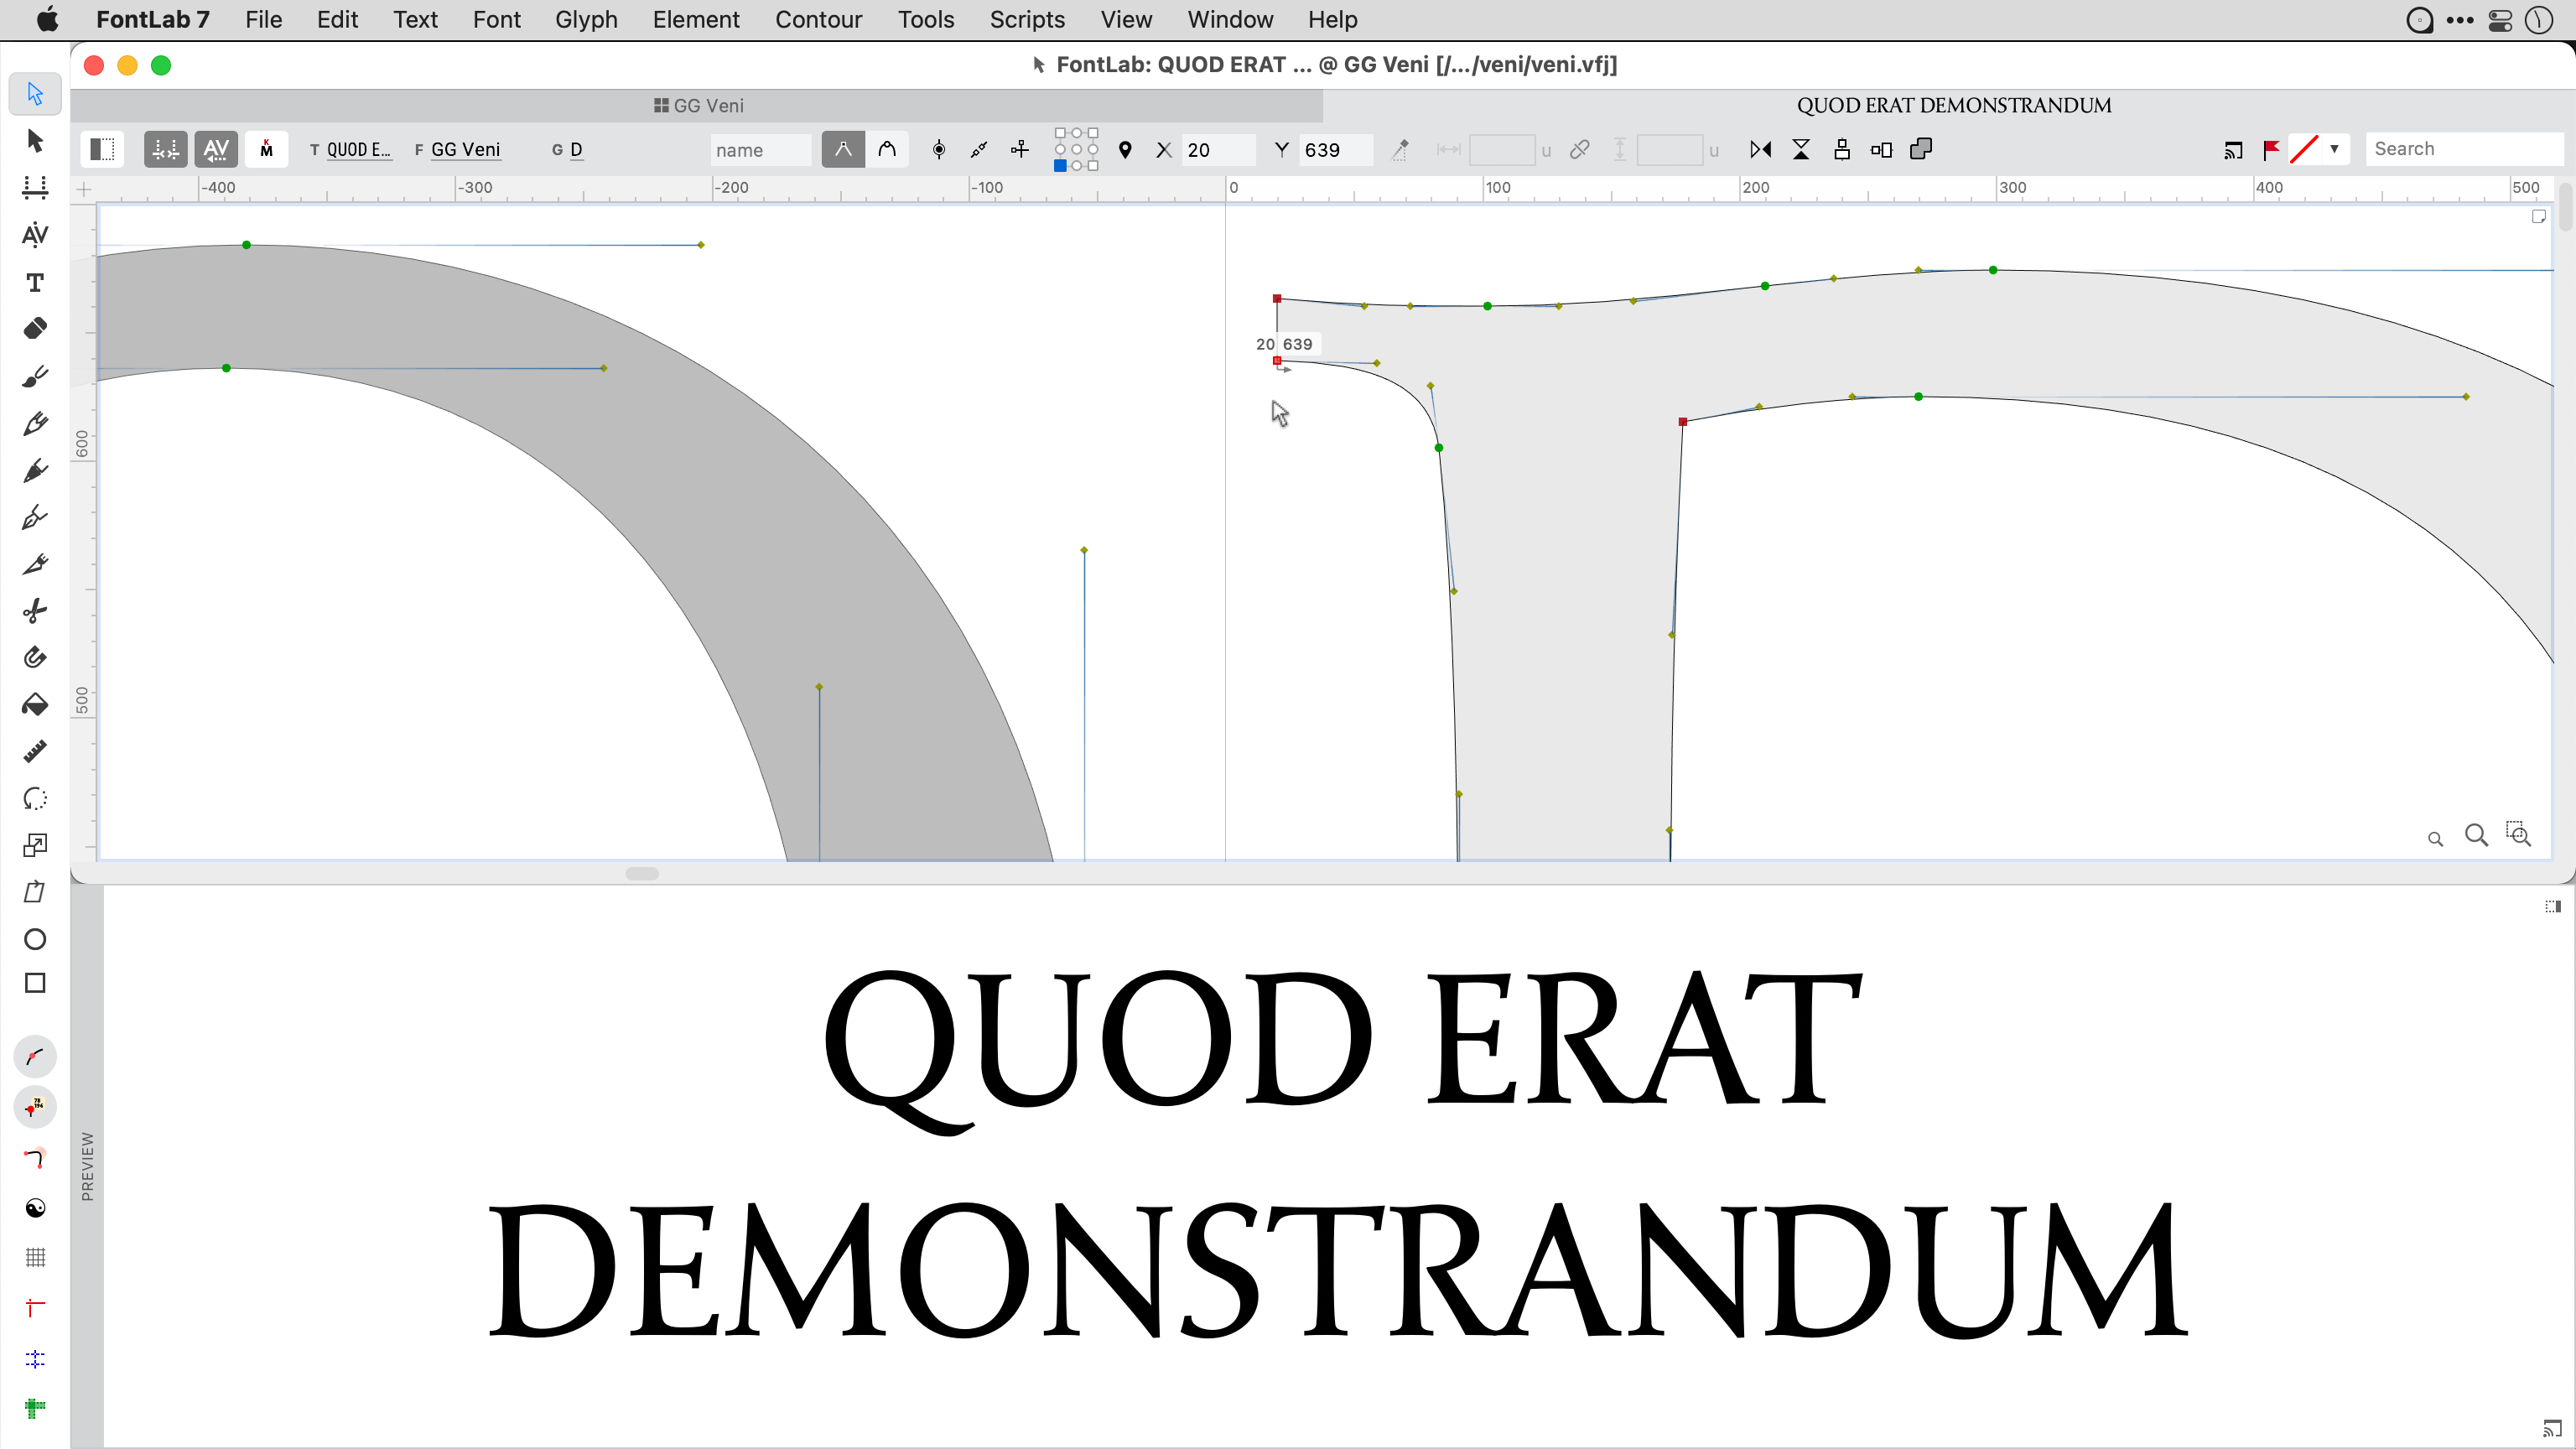 FontLab 7 File Edit Text Font Glyph Element Contour Tools Scripts View Window Help
FontLab: QUOD ERAT ... @ GG Veni [/.../veni/veni.vfj]
GG Veni
QUOD ERAT DEMONSTRANDUM
T QUOD E... F GG Veni G D name X 20 Y 639 u u Search
-400 -300 -200 -100 0 100 200 300 400 500
20 639
600
500
PREVIEW
QUOD ERAT
DEMONSTRANDUM